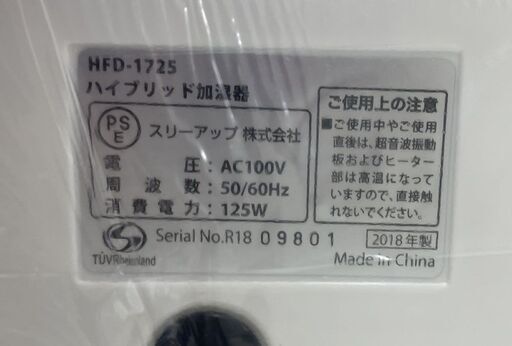 HFD-1725
ハイブリッド加湿器
PSE スリーアップ 株式会社
電圧：AC100V
周波数：50/60Hz
消費電力：125W
TÜVRheinland
Serial No.R18 09801
2018年製
Made in China
ご使用上の注意
■ご使用中やご使用
直後は、超音波振動
板およびヒーター
部は高温になって
いますので、直接触
れないでください。